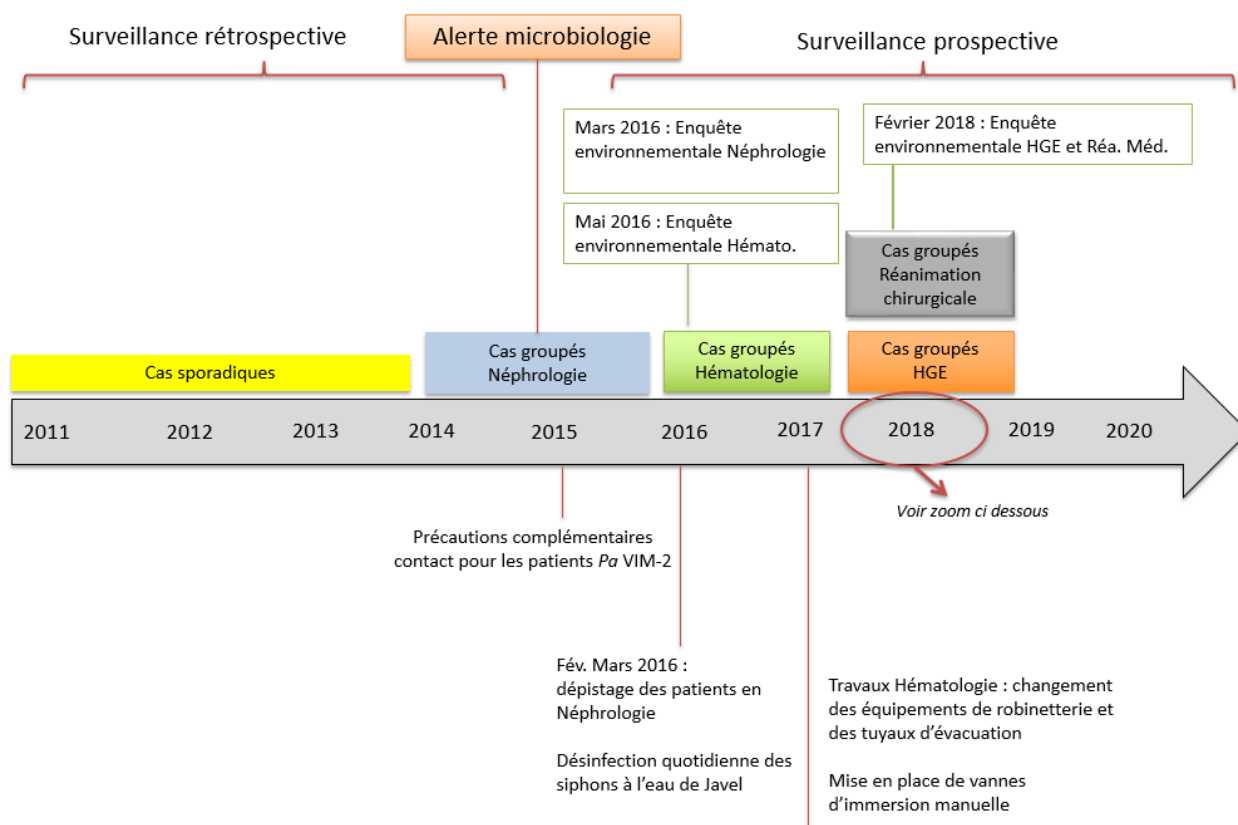 Surveillance rétrospective
Alerte microbiologie
Surveillance prospective
Mars 2016 : Enquête
environnementale Néphrologie
Février 2018 : Enquête
environnementale HGE et Réa. Méd.
Mai 2016 : Enquête
environnementale Hémato.
Cas groupés
Réanimation
chirurgicale
Cas sporadiques
Cas groupés
Néphrologie
Cas groupés
Hématologie
Cas groupés
HGE
2011 2012 2013 2014 2015 2016 2017 2018 2019 2020
Voir zoom ci dessous
Précautions complémentaires
contact pour les patients Pa VIM-2
Fév. Mars 2016 :
dépistage des patients en
Néphrologie
Désinfection quotidienne des
siphons à l’eau de Javel
Travaux Hématologie : changement
des équipements de robinetterie et
des tuyaux d’évacuation
Mise en place de vannes
d’immersion manuelle